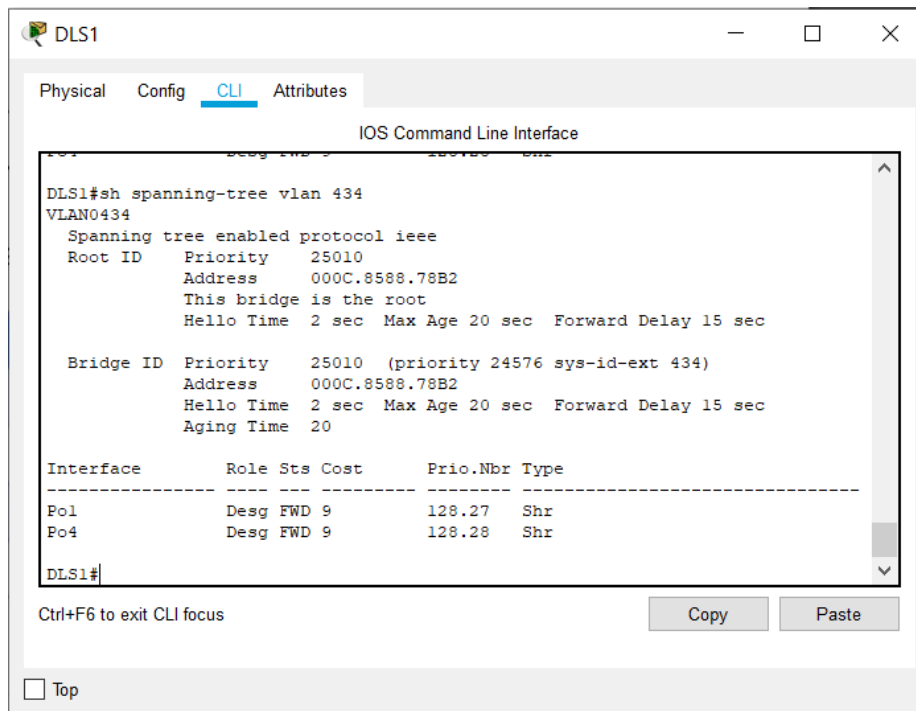 DLS1
Physical Config CLI Attributes
IOS Command Line Interface
DLS1#sh spanning-tree vlan 434
VLAN0434
  Spanning tree enabled protocol ieee
  Root ID    Priority    25010
             Address     000C.8588.78B2
             This bridge is the root
             Hello Time  2 sec  Max Age 20 sec  Forward Delay 15 sec
  Bridge ID  Priority    25010  (priority 24576 sys-id-ext 434)
             Address     000C.8588.78B2
             Hello Time  2 sec  Max Age 20 sec  Forward Delay 15 sec
             Aging Time  20
Interface        Role Sts Cost      Prio.Nbr Type
---------------- ---- --- --------- -------- --------------------------------
Po1              Desg FWD 9         128.27   Shr
Po4              Desg FWD 9         128.28   Shr
DLS1#
Ctrl+F6 to exit CLI focus
Copy
Paste
Top